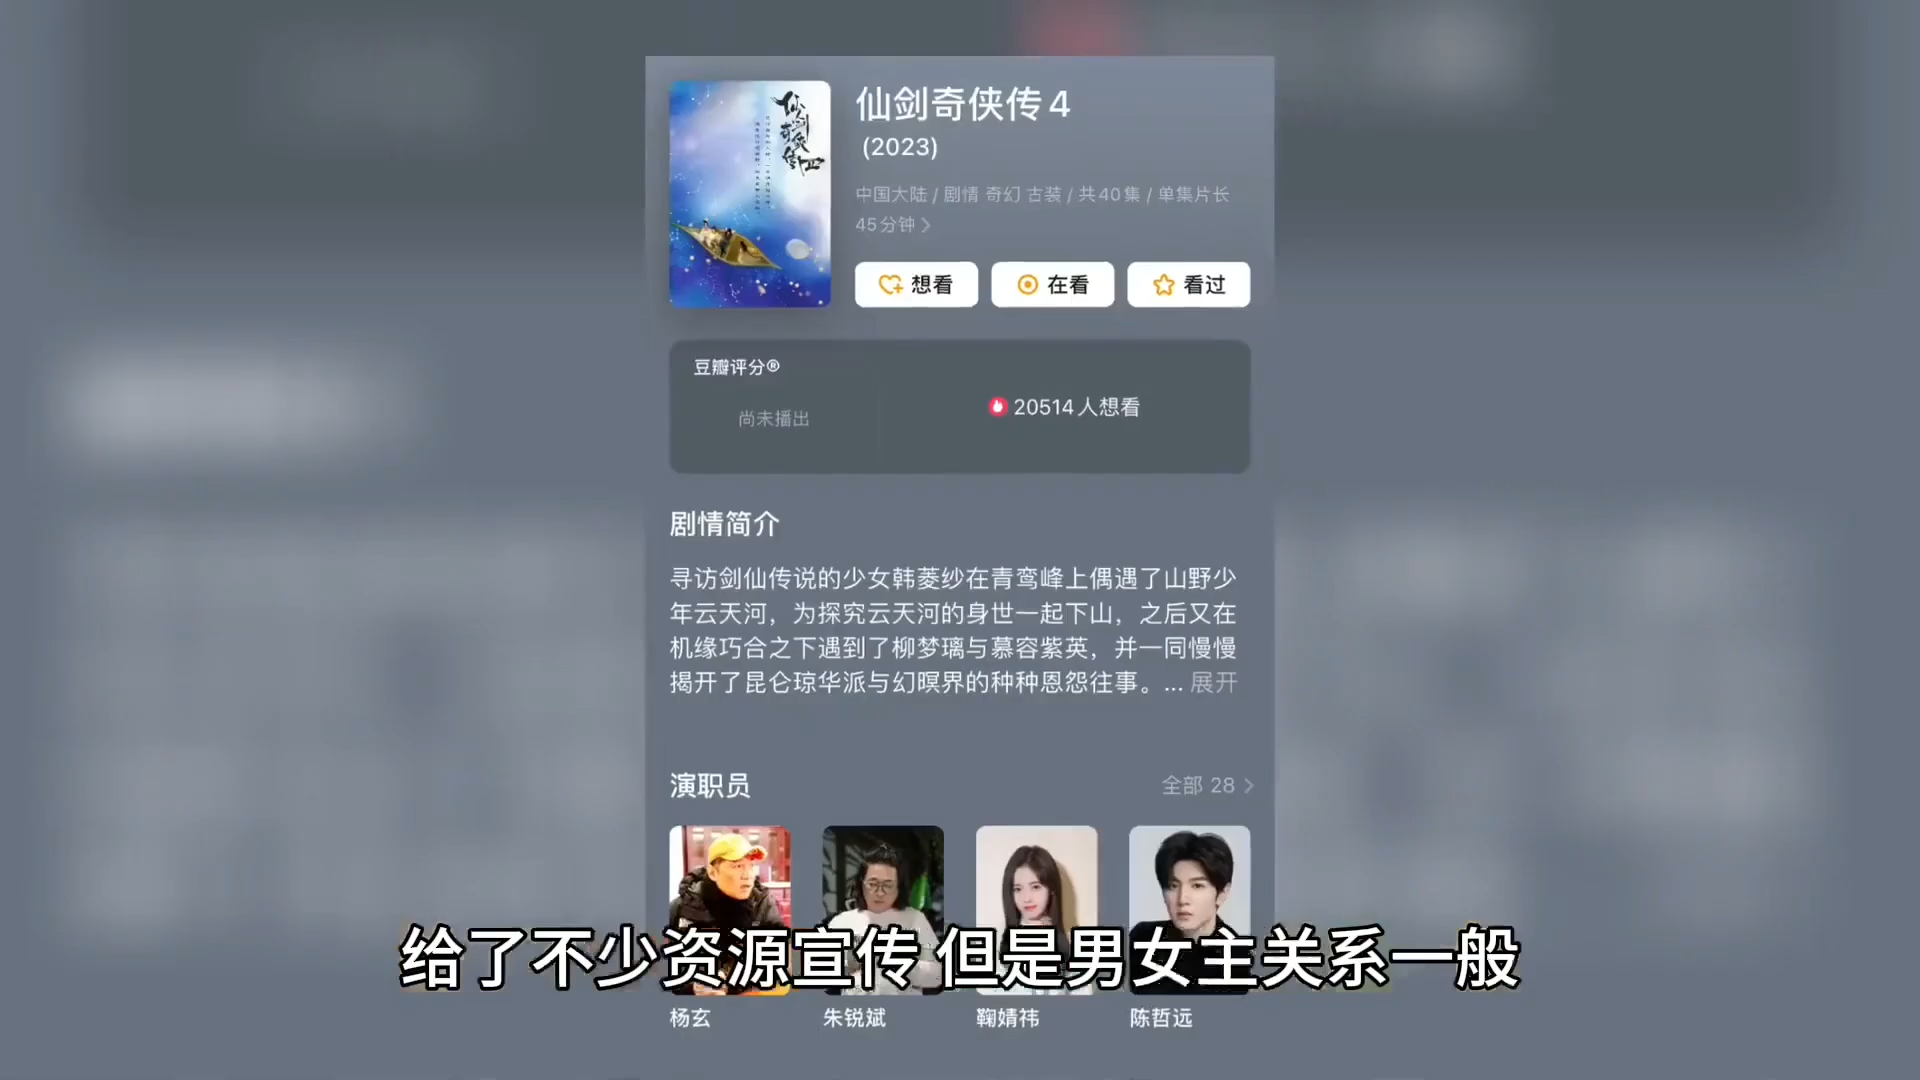 仙剑奇侠传四
仙剑奇侠传4
(2023)
中国大陆 / 剧情 奇幻 古装 / 共40集 / 单集片长
45分钟 >
想看
在看
看过
豆瓣评分®
尚未播出
20514人想看
剧情简介
寻访剑仙传说的少女韩菱纱在青鸾峰上偶遇了山野少
年云天河，为探究云天河的身世一起下山，之后又在
机缘巧合之下遇到了柳梦璃与慕容紫英，并一同慢慢
揭开了昆仑琼华派与幻暝界的种种恩怨往事。... 展开
演职员
全部 28 >
给了不少资源宣传 但是男女主关系一般
杨玄
朱锐斌
鞠婧祎
陈哲远